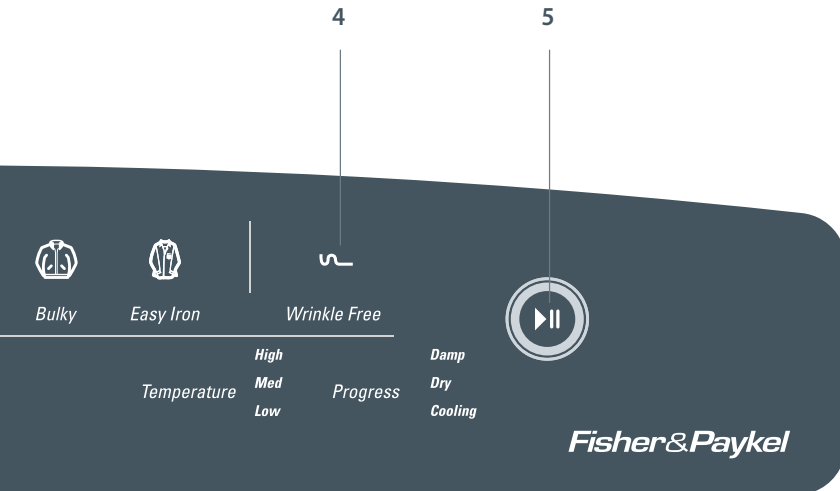 4 5
Bulky Easy Iron Wrinkle Free
High
Med
Low
Temperature
Damp
Dry
Cooling
Progress
Fisher&Paykel